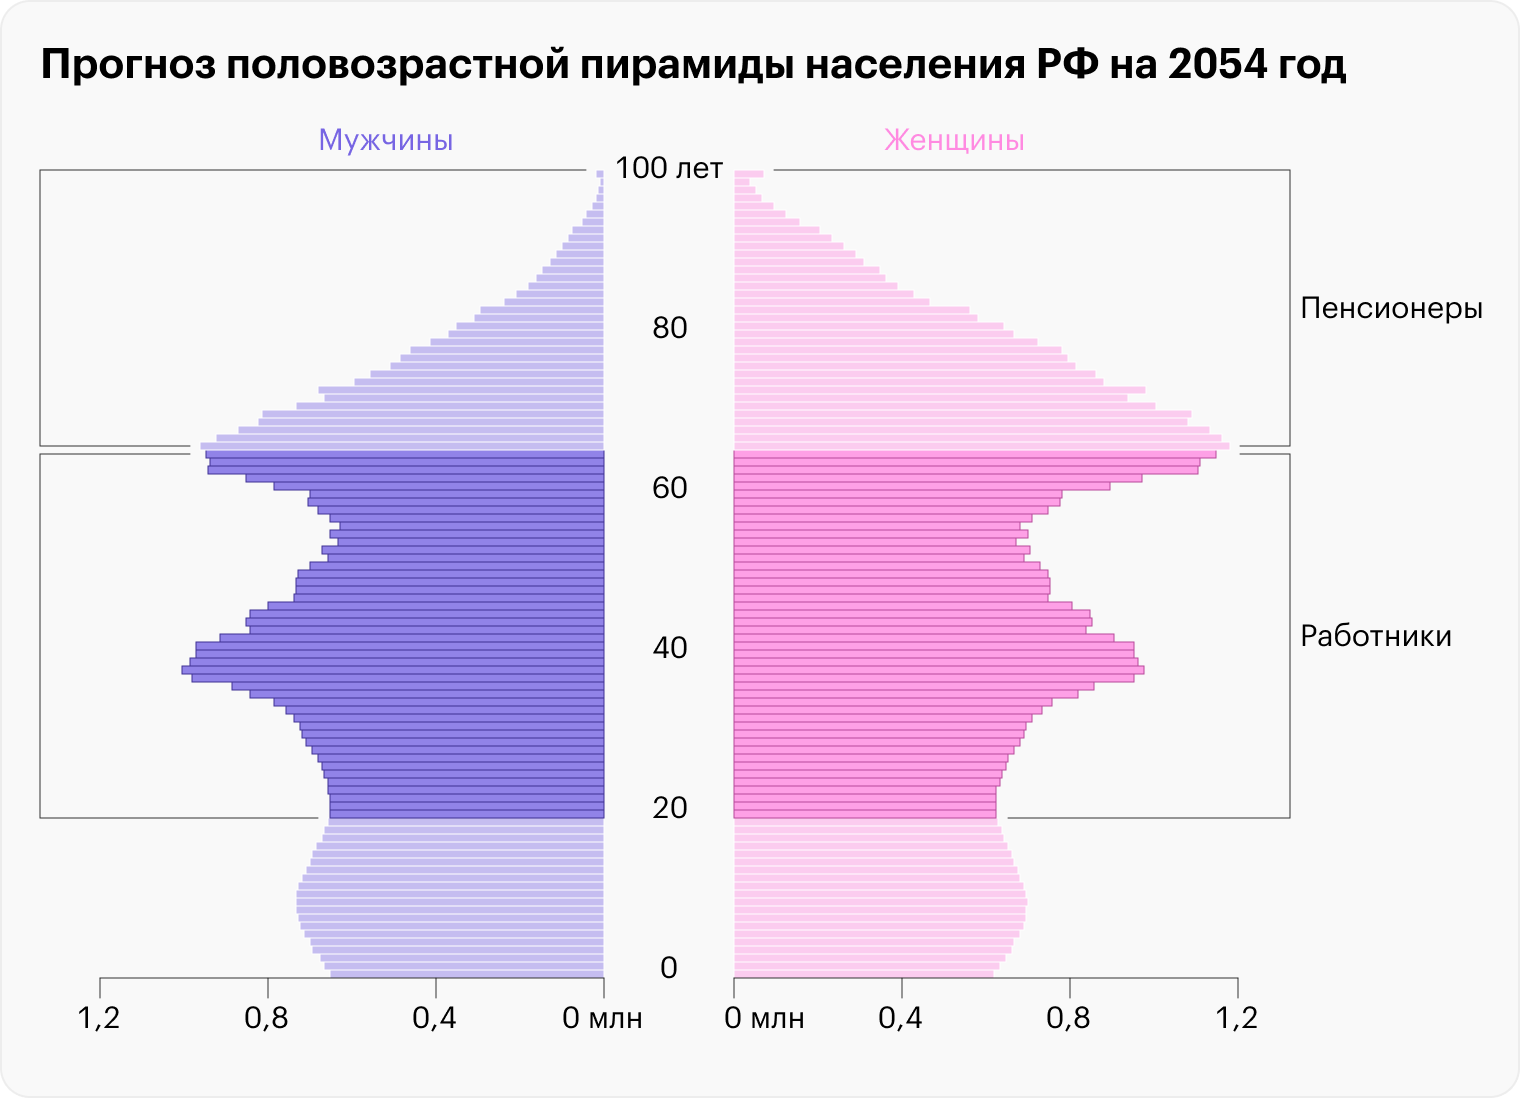 Прогноз половозрастной пирамиды населения РФ на 2054 год
Мужчины
Женщины
100 лет
80
60
40
20
0
Пенсионеры
Работники
1,2
0,8
0,4
0 млн
0 млн
0,4
0,8
1,2